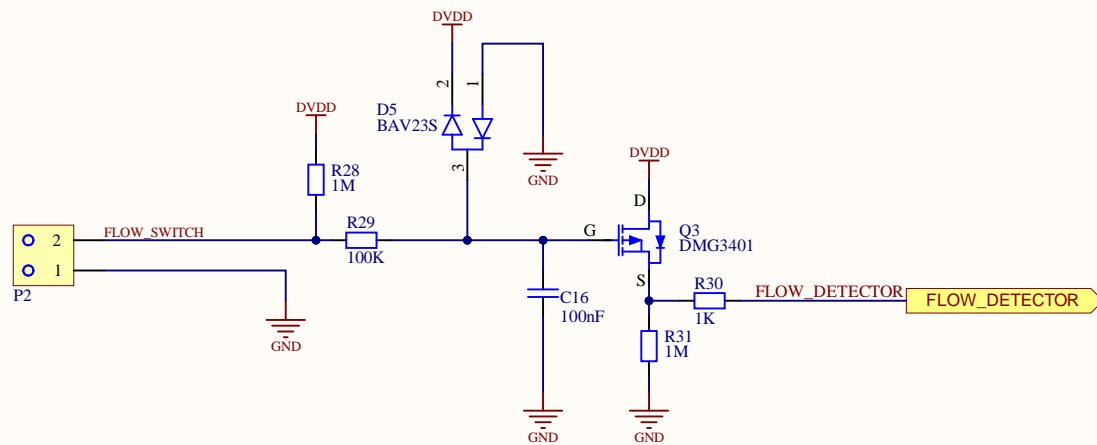 DVDD
2
1
D5
BAV23S
3
GND
DVDD
R28
1M
DVDD
D
G
Q3
DMG3401
S
2
1
P2
FLOW_SWITCH
R29
100K
GND
C16
100nF
GND
R30
1K
FLOW_DETECTOR
FLOW_DETECTOR
R31
1M
GND